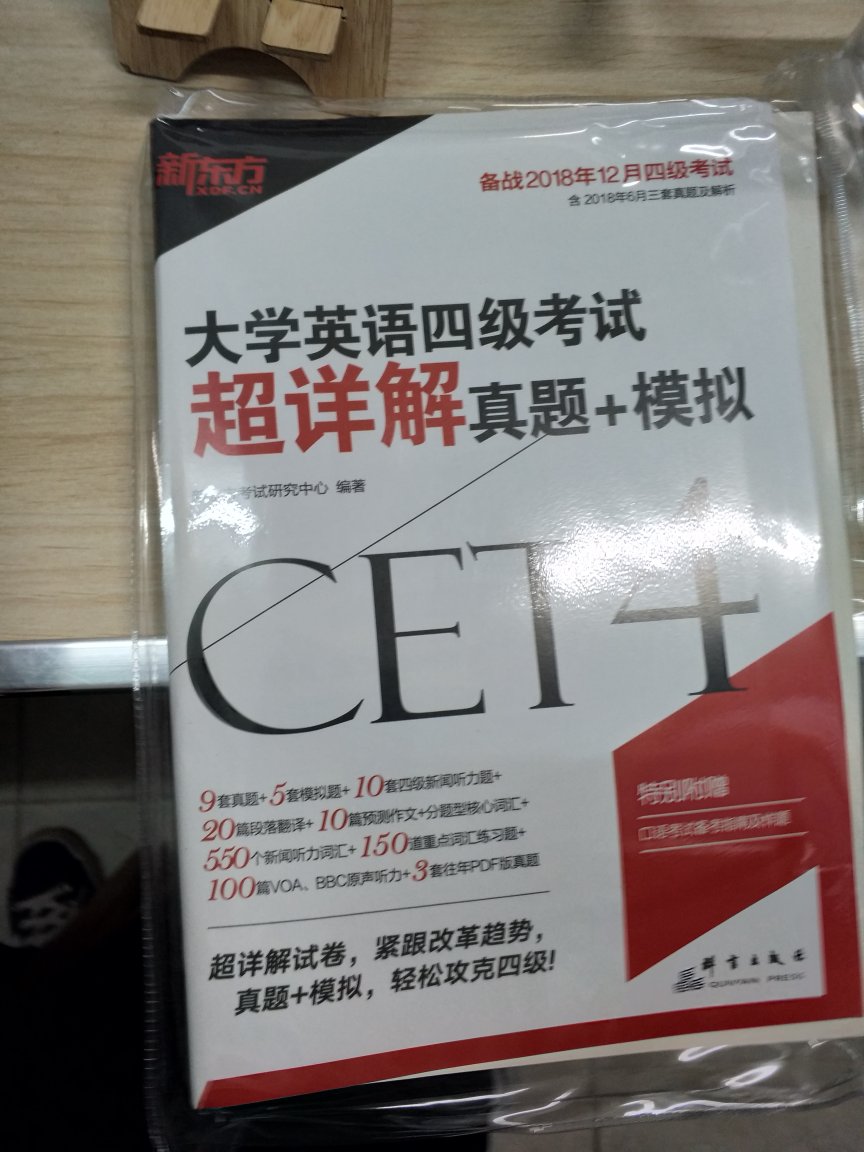 新东方
XDF.CN
备战2018年12月四级考试
含 2018年6月三套真题及解析
大学英语四级考试
超详解真题+模拟
考试研究中心 编著
CET4
9套真题+5套模拟题+10套四级新闻听力题+
20篇段落翻译+10篇预测作文+分题型核心词汇+
550个新闻听力词汇+150道重点词汇练习题+
100篇VOA、BBC原声听力+3套往年PDF版真题
特别附赠
超详解试卷，紧跟改革趋势，
真题+模拟，轻松攻克四级!
群言出版社
QUNYAN PRESS